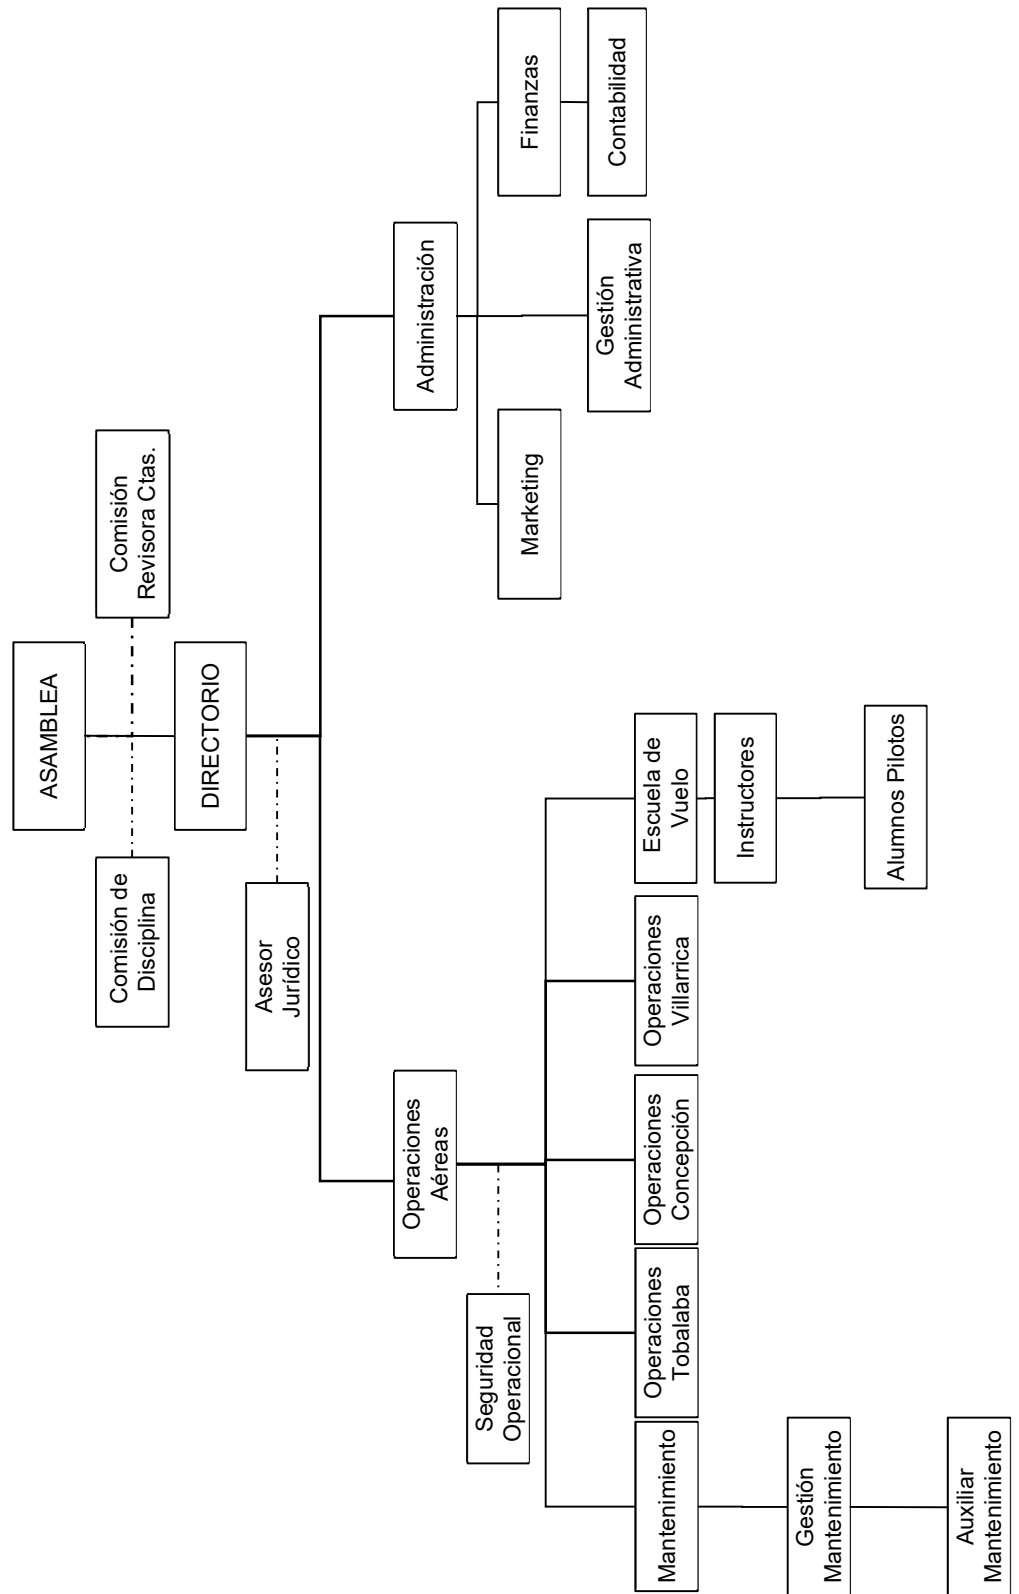 ASAMBLEA
Comisión de
Disciplina
Comisión
Revisora Ctas.
DIRECTORIO
Asesor
Jurídico
Operaciones
Aéreas
Administración
Seguridad
Operacional
Marketing
Finanzas
Gestión
Administrativa
Contabilidad
Mantenimiento
Operaciones
Tobalaba
Operaciones
Concepción
Operaciones
Villarrica
Escuela de
Vuelo
Instructores
Gestión
Mantenimiento
Alumnos Pilotos
Auxiliar
Mantenimiento